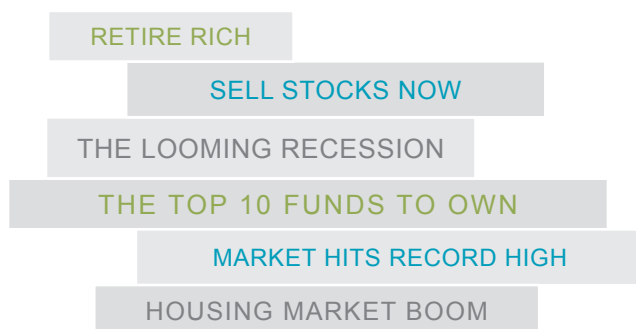 RETIRE RICH
SELL STOCKS NOW
THE LOOMING RECESSION
THE TOP 10 FUNDS TO OWN
MARKET HITS RECORD HIGH
HOUSING MARKET BOOM